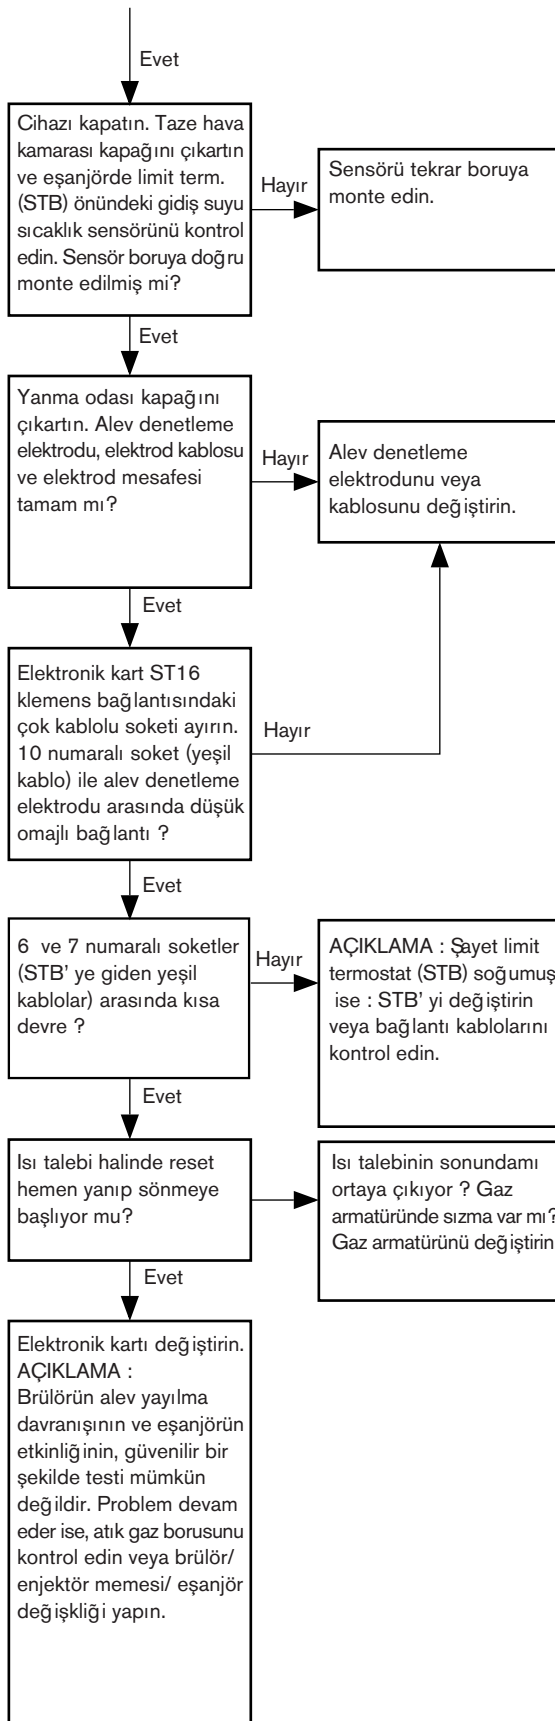 Evet
Cihazı kapatın. Taze hava
kamarası kapağını çıkartın
ve eşanjörde limit term.
(STB) önündeki gidiş suyu
sıcaklık sensörünü kontrol
edin. Sensör boruya doğru
monte edilmiş mi?
Hayır
Sensörü tekrar boruya
monte edin.
Evet
Yanma odası kapağını
çıkartın. Alev denetleme
elektrodu, elektrod kablosu
ve elektrod mesafesi
tamam mı?
Hayır
Alev denetleme
elektrodunu veya
kablosunu değiştirin.
Evet
Elektronik kart ST16
klemens bağlantısındaki
çok kablolu soketi ayırın.
10 numaralı soket (yeşil
kablo) ile alev denetleme
elektrodu arasında düşük
omajlı bağlantı ?
Hayır
Evet
6 ve 7 numaralı soketler
(STB' ye giden yeşil
kablolar) arasında kısa
devre ?
Hayır
AÇIKLAMA : Şayet limit
termostat (STB) soğumuş
ise : STB' yi değiştirin
veya bağlantı kablolarını
kontrol edin.
Evet
Isı talebi halinde reset
hemen yanıp sönmeye
başlıyor mu?
Isı talebinin sonundamı
ortaya çıkıyor ? Gaz
armatüründe sızma var mı?
Gaz armatürünü değiştirin
Evet
Elektronik kartı değiştirin.
AÇIKLAMA :
Brülörün alev yayılma
davranışının ve eşanjörün
etkinliğinin, güvenilir bir
şekilde testi mümkün
değildir. Problem devam
eder ise, atık gaz borusunu
kontrol edin veya brülör/
enjektör memesi/ eşanjör
değişkliği yapın.